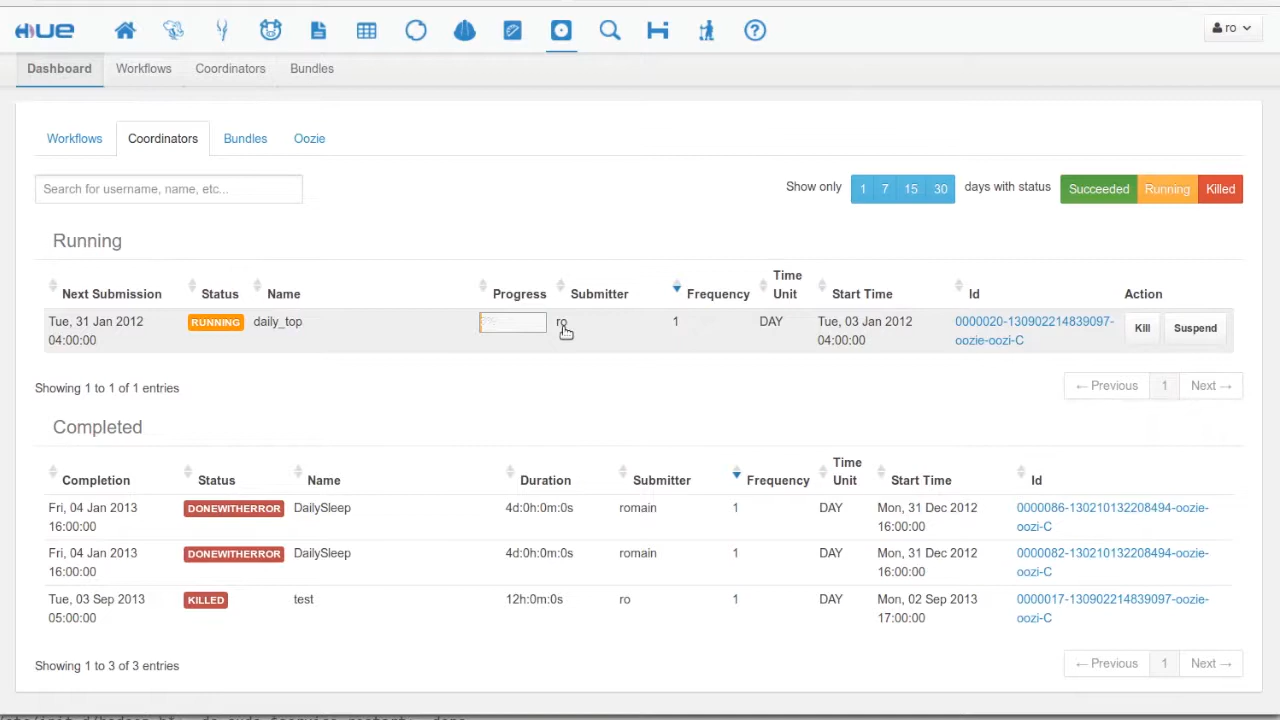 HUE
ro
Dashboard Workflows Coordinators Bundles
Workflows Coordinators Bundles Oozie
Search for username, name, etc... Show only 1 7 15 30 days with status Succeeded Running Killed
Running
Next Submission Status Name Progress Submitter Frequency Time Unit Start Time Id Action
Tue, 31 Jan 2012 RUNNING daily_top ro 1 DAY Tue, 03 Jan 2012 0000020-130902214839097- Kill Suspend
04:00:00 04:00:00 oozie-oozi-C
Showing 1 to 1 of 1 entries ← Previous 1 Next →
Completed
Completion Status Name Duration Submitter Frequency Time Unit Start Time Id
Fri, 04 Jan 2013 DONEWITHERROR DailySleep 4d:0h:0m:0s romain 1 DAY Mon, 31 Dec 2012 0000086-130210132208494-oozie-
16:00:00 16:00:00 oozi-C
Fri, 04 Jan 2013 DONEWITHERROR DailySleep 4d:0h:0m:0s romain 1 DAY Mon, 31 Dec 2012 0000082-130210132208494-oozie-
16:00:00 16:00:00 oozi-C
Tue, 03 Sep 2013 KILLED test 12h:0m:0s ro 1 DAY Mon, 02 Sep 2013 0000017-130902214839097-oozie-
05:00:00 17:00:00 oozi-C
Showing 1 to 3 of 3 entries ← Previous 1 Next →